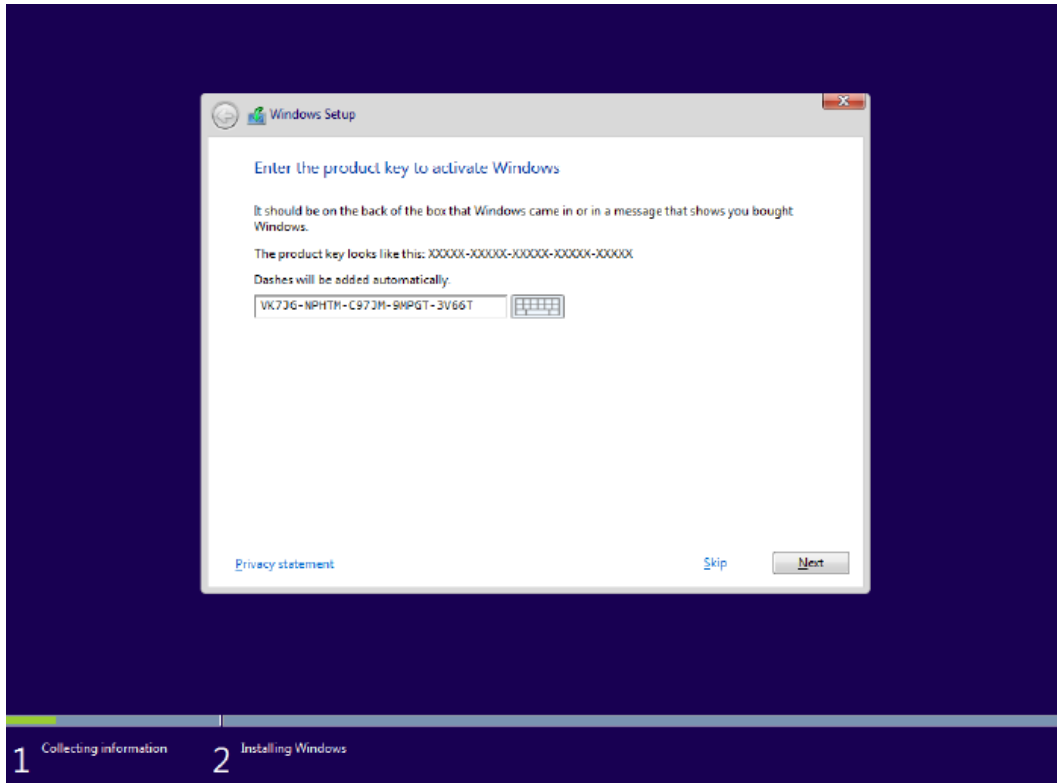 Windows Setup
Enter the product key to activate Windows
It should be on the back of the box that Windows came in or in a message that shows you bought
Windows.
The product key looks like this: XXXXX-XXXXX-XXXXX-XXXXX-XXXXX
Dashes will be added automatically.
VK7JG-NPHTM-C97JM-9MPGT-3V66T
Privacy statement
Skip
Next
1 Collecting information
2 Installing Windows